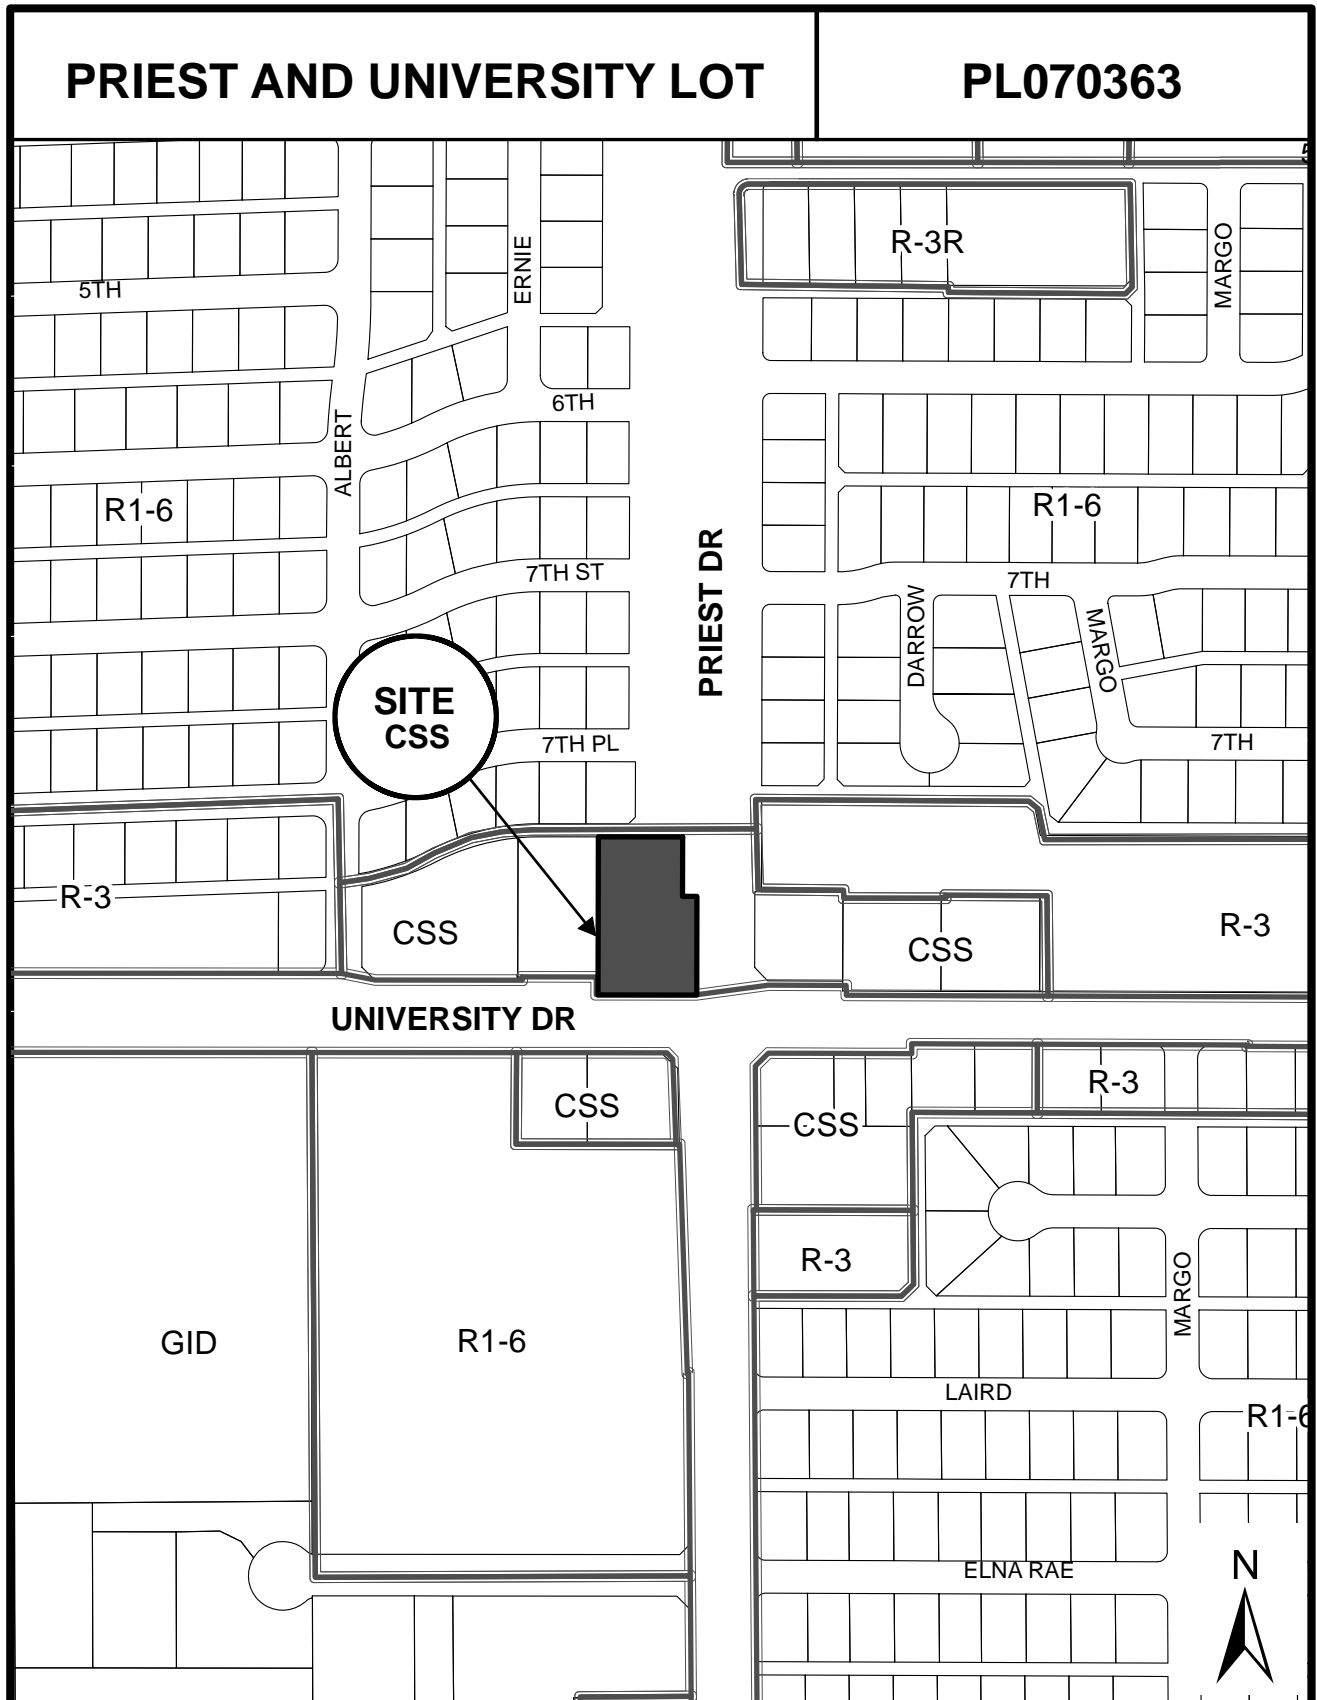 PRIEST AND UNIVERSITY LOT
PL070363
R-3R
ERNIE
MARGO
5TH
6TH
ALBERT
R1-6
R1-6
PRIEST DR
7TH ST
7TH
DARROW
MARGO
SITE
CSS
7TH PL
7TH
R-3
CSS
CSS
R-3
UNIVERSITY DR
CSS
R-3
CSS
R-3
MARGO
GID
R1-6
LAIRD
R1-6
ELNA RAE
N